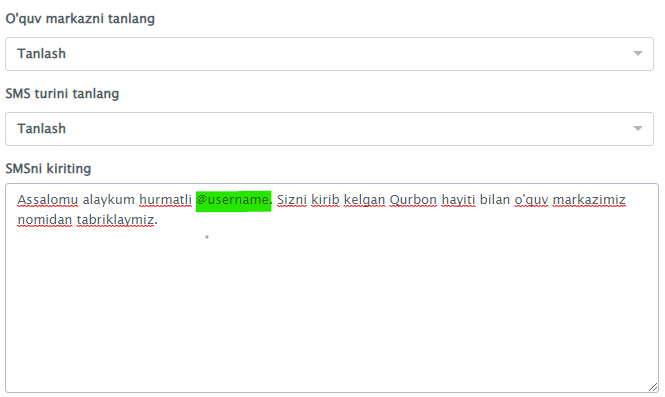 O'quv markazni tanlang
Tanlash
SMS turini tanlang
Tanlash
SMSni kiriting
Assalomu alaykum hurmatli @username. Sizni kirib kelgan Qurbon hayiti bilan o'quv markazimiz
nomidan tabriklaymiz.